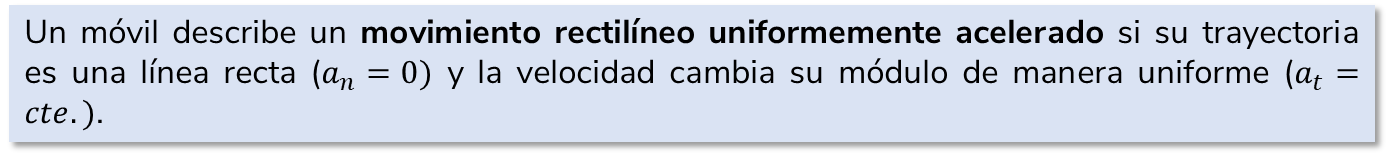 Un móvil describe un movimiento rectilíneo uniformemente acelerado si su trayectoria
es una línea recta (𝑎ₙ = 0) y la velocidad cambia su módulo de manera uniforme (𝑎ₜ =
𝑐𝑡𝑒.).